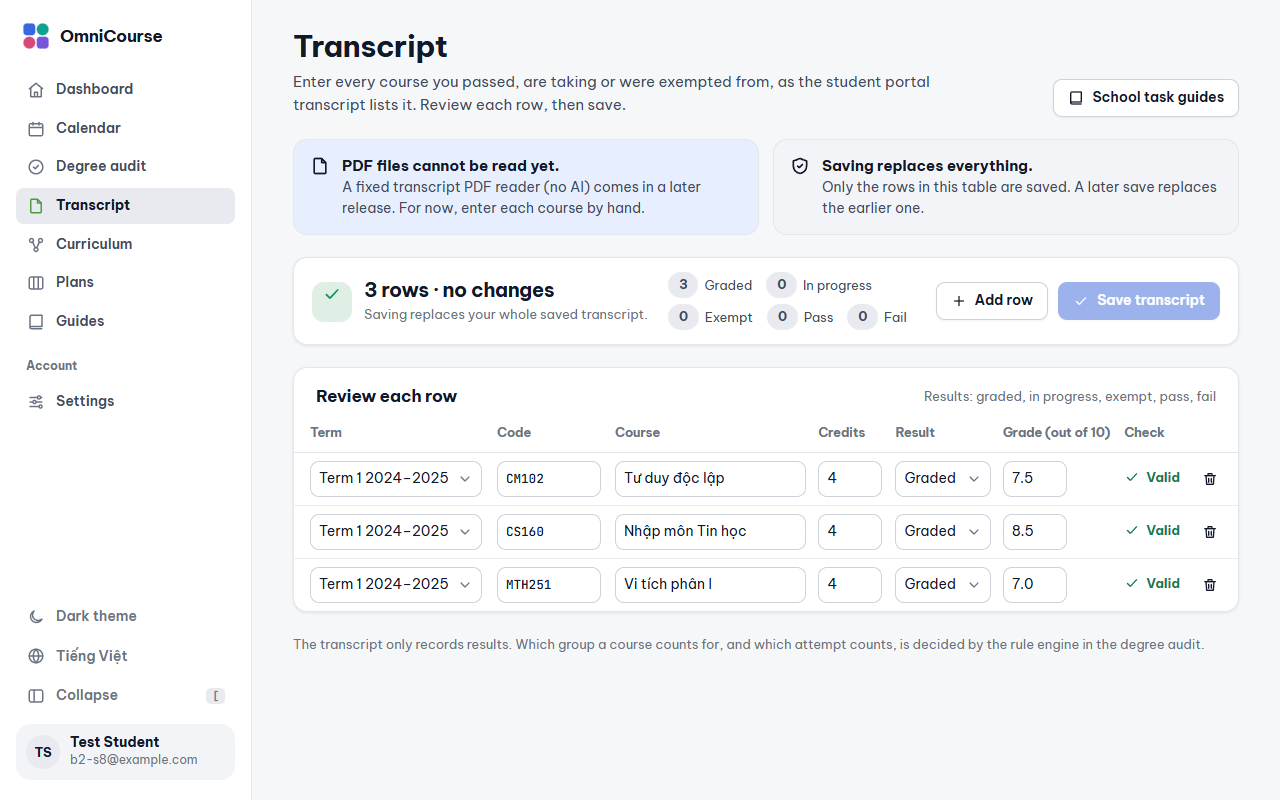 OmniCourse
Dashboard
Calendar
Degree audit
Transcript
Curriculum
Plans
Guides
Account
Settings
Dark theme
Tiếng Việt
Collapse [
TS
Test Student
b2-s8@example.com
Transcript
Enter every course you passed, are taking or were exempted from, as the student portal
transcript lists it. Review each row, then save.
School task guides
PDF files cannot be read yet.
A fixed transcript PDF reader (no AI) comes in a later
release. For now, enter each course by hand.
Saving replaces everything.
Only the rows in this table are saved. A later save replaces
the earlier one.
3 rows · no changes
Saving replaces your whole saved transcript.
3 Graded 0 In progress
0 Exempt 0 Pass 0 Fail
Add row
Save transcript
Review each row
Results: graded, in progress, exempt, pass, fail
Term Code Course Credits Result Grade (out of 10) Check
Term 1 2024–2025 CM102 Tư duy độc lập 4 Graded 7.5 Valid
Term 1 2024–2025 CS160 Nhập môn Tin học 4 Graded 8.5 Valid
Term 1 2024–2025 MTH251 Vi tích phân I 4 Graded 7.0 Valid
The transcript only records results. Which group a course counts for, and which attempt counts, is decided by the rule engine in the degree audit.